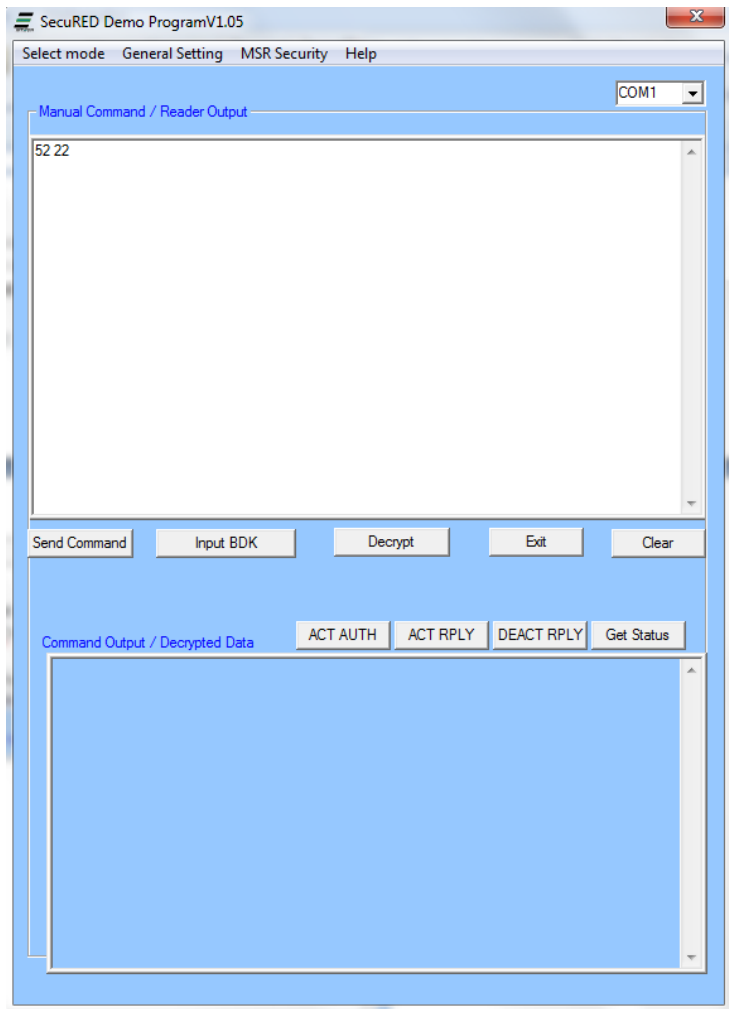 SecuRED Demo ProgramV1.05
Select mode General Setting MSR Security Help
COM1
Manual Command / Reader Output
52 22
Send Command Input BDK Decrypt Exit Clear
ACT AUTH ACT RPLY DEACT RPLY Get Status
Command Output / Decrypted Data